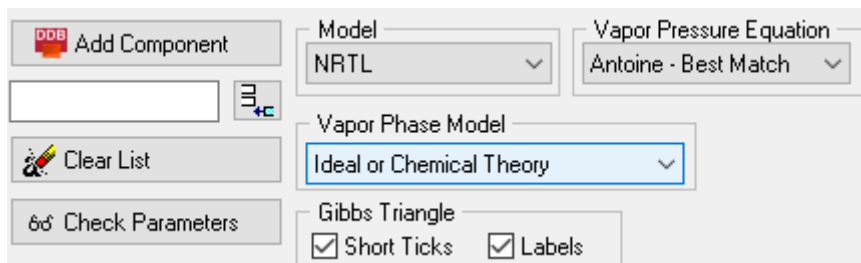 DDB Add Component
Clear List
Check Parameters
Model
NRTL
Vapor Pressure Equation
Antoine - Best Match
Vapor Phase Model
Ideal or Chemical Theory
Gibbs Triangle
Short Ticks Labels